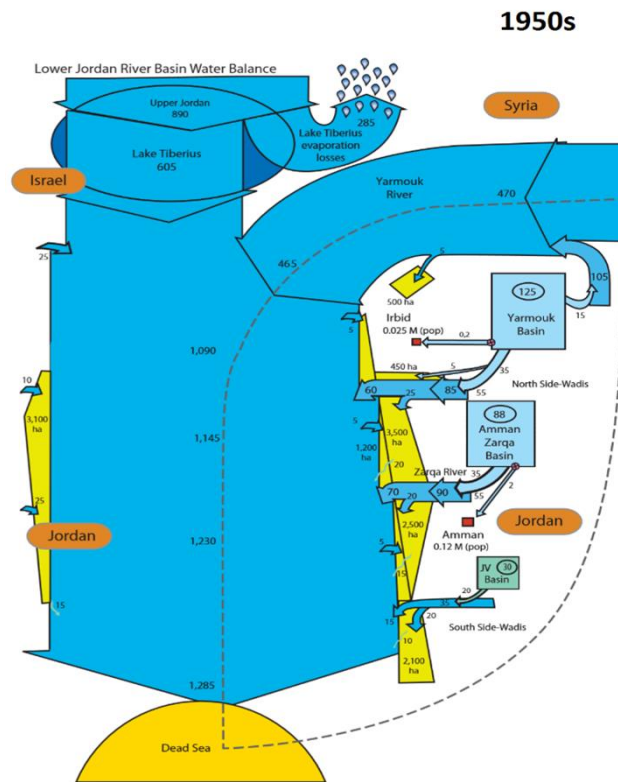 1950s
Lower Jordan River Basin Water Balance
Upper Jordan
890
285
Lake Tiberius
evaporation
losses
Syria
Lake Tiberius
605
Israel
Yarmouk
River
470
25
465
5
500 ha
105
125
Yarmouk
Basin
15
Irbid
0.025 M (pop)
0,2
5
1,090
450 ha
5
35
North Side-Wadis
10
3,100
ha
60
25
85
55
88
Amman
Zarqa
Basin
5
3,500
ha
1,200
ha
1,145
20
Zarqa River
35
70
20
90
55
2
25
2,500
ha
Jordan
Amman
0.12 M (pop)
Jordan
1,230
5
15
JV
Basin
30
20
15
15
35
20
South Side-Wadis
10
2,100
ha
1,285
Dead Sea